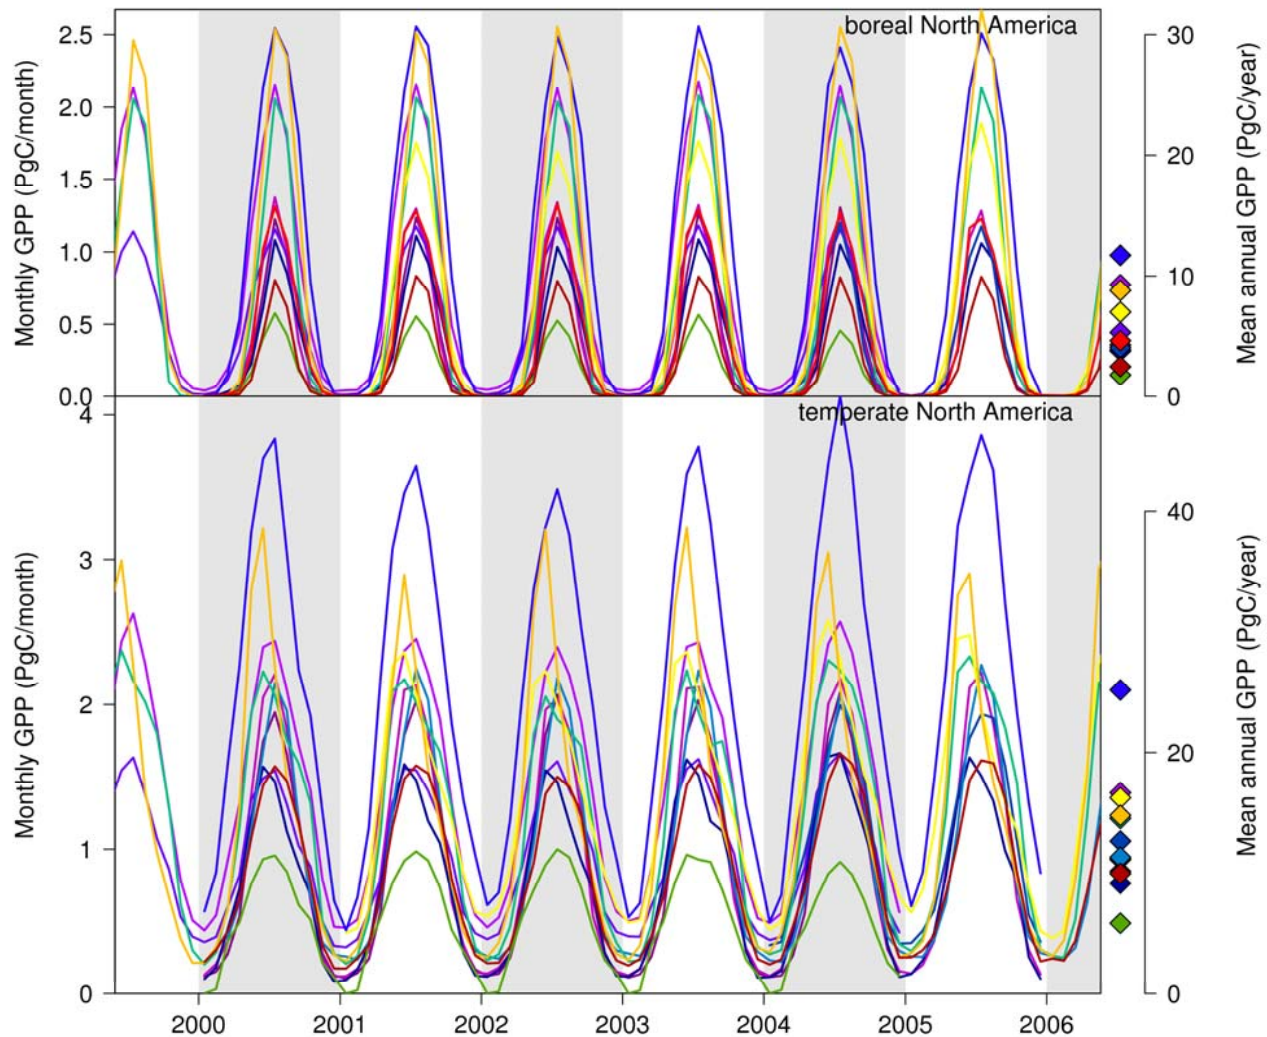 boreal North America
Monthly GPP (PgC/month)
2.5
2.0
1.5
1.0
0.5
0.0
30
20
10
0
Mean annual GPP (PgC/year)
temperate North America
Monthly GPP (PgC/month)
4
3
2
1
0
40
20
0
Mean annual GPP (PgC/year)
2000 2001 2002 2003 2004 2005 2006